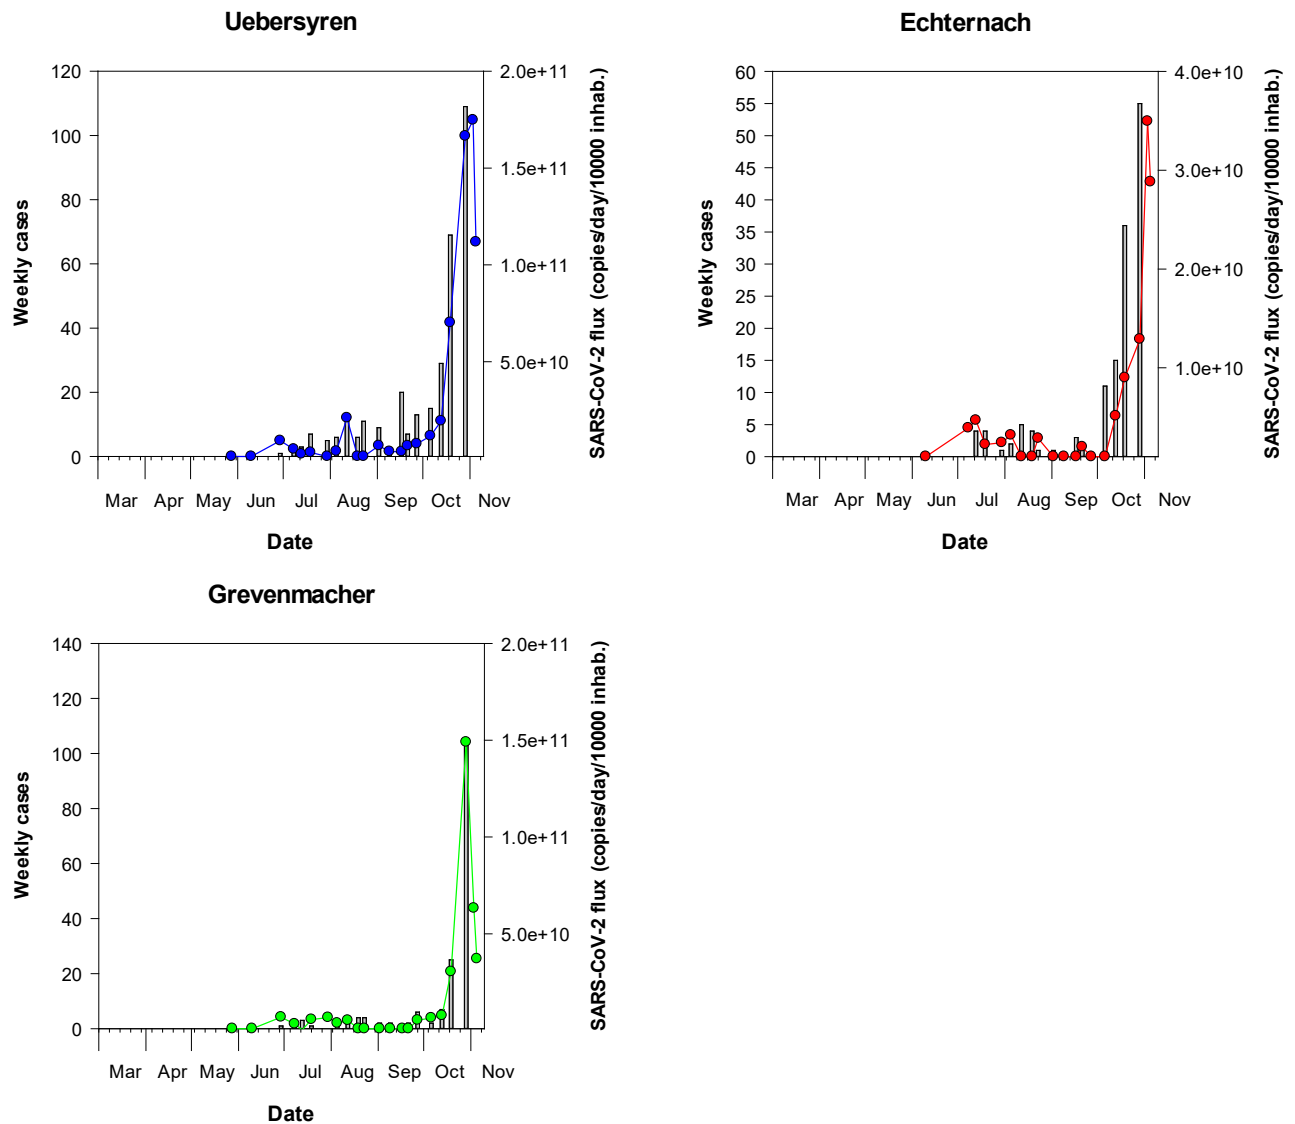 Uebersyren
120
100
80
60
40
20
0
Weekly cases
2.0e+11
1.5e+11
1.0e+11
5.0e+10
SARS-CoV-2 flux (copies/day/10000 inhab.)
Mar Apr May Jun Jul Aug Sep Oct Nov
Date
Echternach
60
55
50
45
40
35
30
25
20
15
10
5
0
Weekly cases
4.0e+10
3.0e+10
2.0e+10
1.0e+10
SARS-CoV-2 flux (copies/day/10000 inhab.)
Mar Apr May Jun Jul Aug Sep Oct Nov
Date
Grevenmacher
140
120
100
80
60
40
20
0
Weekly cases
2.0e+11
1.5e+11
1.0e+11
5.0e+10
SARS-CoV-2 flux (copies/day/10000 inhab.)
Mar Apr May Jun Jul Aug Sep Oct Nov
Date